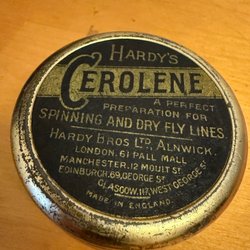 HARDY'S
CEROLENE
A PERFECT
PREPARATION FOR
SPINNING AND DRY FLY LINES.
HARDY BROS LTD, ALNWICK.
LONDON, 61 PALL MALL
MANCHESTER, 12 MOULT ST
EDINBURGH, 69, GEORGE ST
GLASGOW, 117, WEST GEORGE ST
MADE IN ENGLAND.